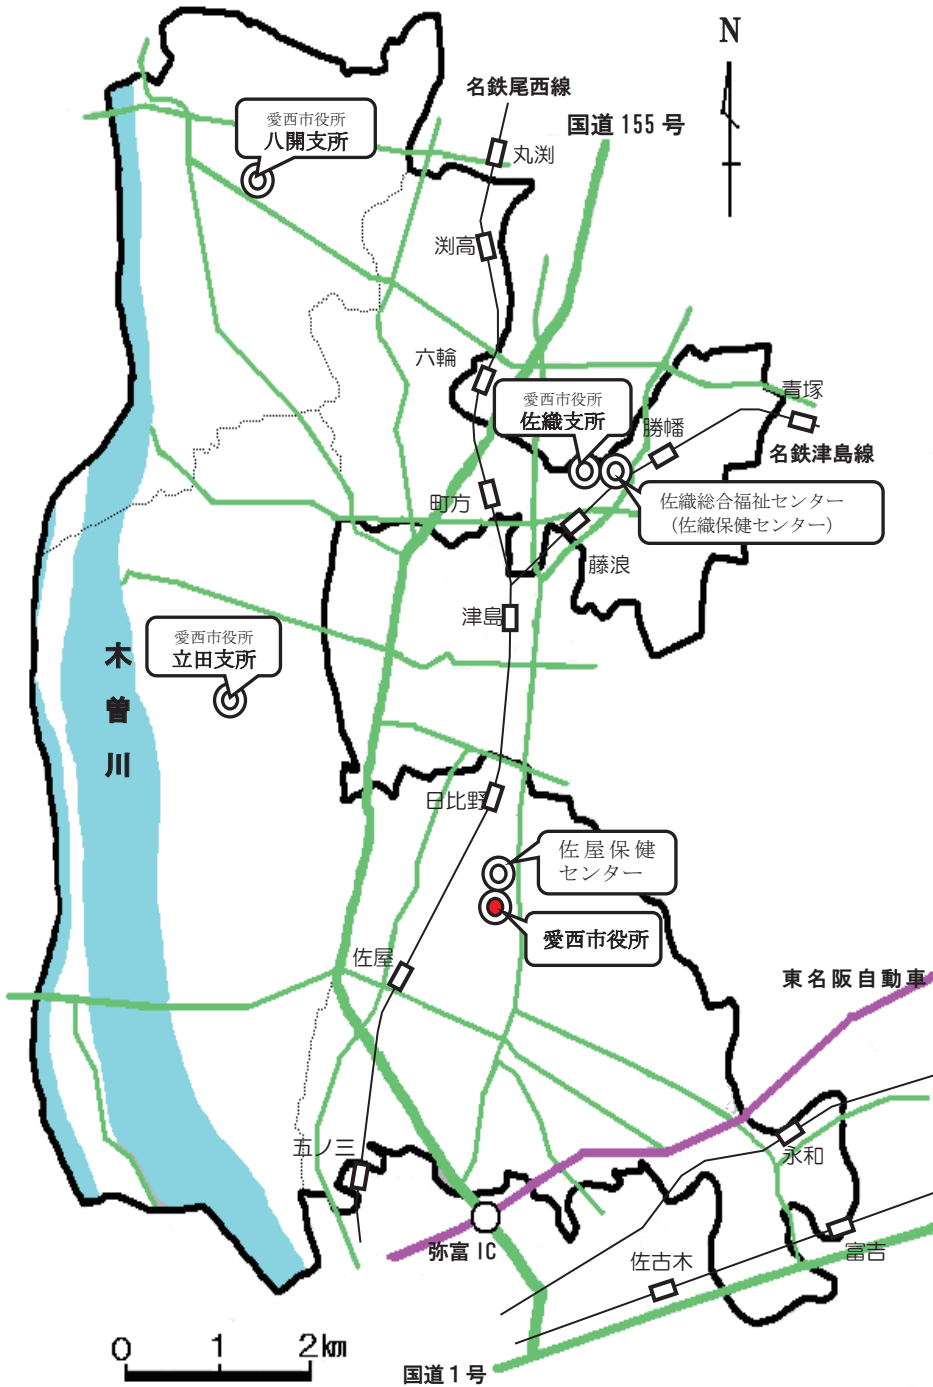 N
名鉄尾西線
国道 155 号
愛西市役所
八開支所
丸渕
渕高
六輪
愛西市役所
佐織支所
青塚
勝幡
名鉄津島線
町方
佐織総合福祉センター
（佐織保健センター）
藤浪
津島
愛西市役所
立田支所
木曽川
日比野
佐屋保健
センター
愛西市役所
佐屋
東名阪自動車
五ノ三
永和
弥富 IC
佐古木
富吉
0 1 2km
国道 1 号